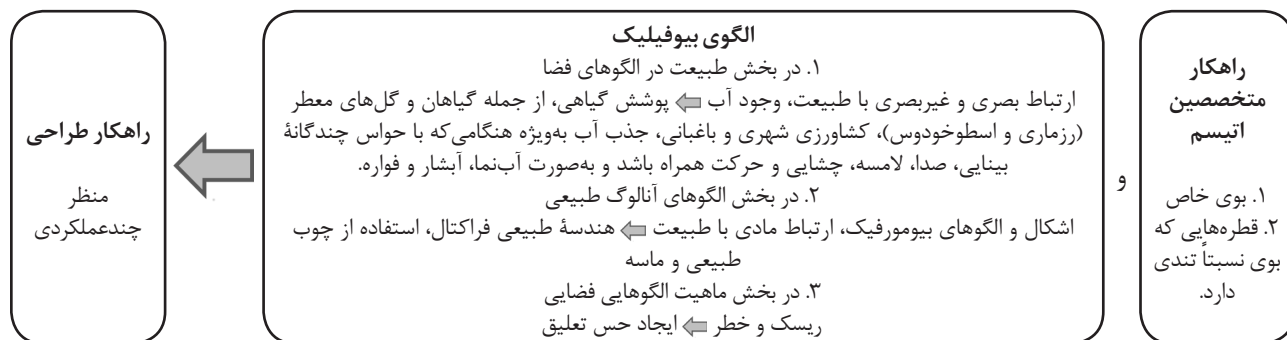 راهکار
متخصصین
اتیسم
۱. بوی خاص
۲. قطره‌هایی که
بوی نسبتاً تندی
دارد.
و
الگوی بیوفیلیک
۱. در بخش طبیعت در الگوهای فضا
ارتباط بصری و غیربصری با طبیعت، وجود آب ⇦ پوشش گیاهی، از جمله گیاهان و گل‌های معطر
(رزماری و اسطوخودوس)، کشاورزی شهری و باغبانی، جذب آب به‌ویژه هنگامی‌که با حواس چندگانهٔ
بینایی، صدا، لامسه، چشایی و حرکت همراه باشد و به‌صورت آب‌نما، آبشار و فواره.
۲. در بخش الگوهای آنالوگ طبیعی
اشکال و الگوهای بیومورفیک، ارتباط مادی با طبیعت ⇦ هندسهٔ طبیعی فراکتال، استفاده از چوب
طبیعی و ماسه
۳. در بخش ماهیت الگوهایی فضایی
ریسک و خطر ⇦ ایجاد حس تعلیق
راهکار طراحی
منظر
چندعملکردی